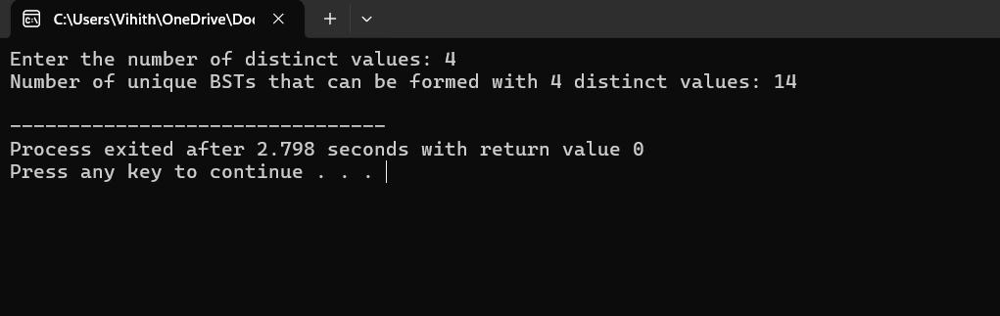 C:\Users\Vihith\OneDrive\Doc
Enter the number of distinct values: 4
Number of unique BSTs that can be formed with 4 distinct values: 14
--------------------------------
Process exited after 2.798 seconds with return value 0
Press any key to continue . . .